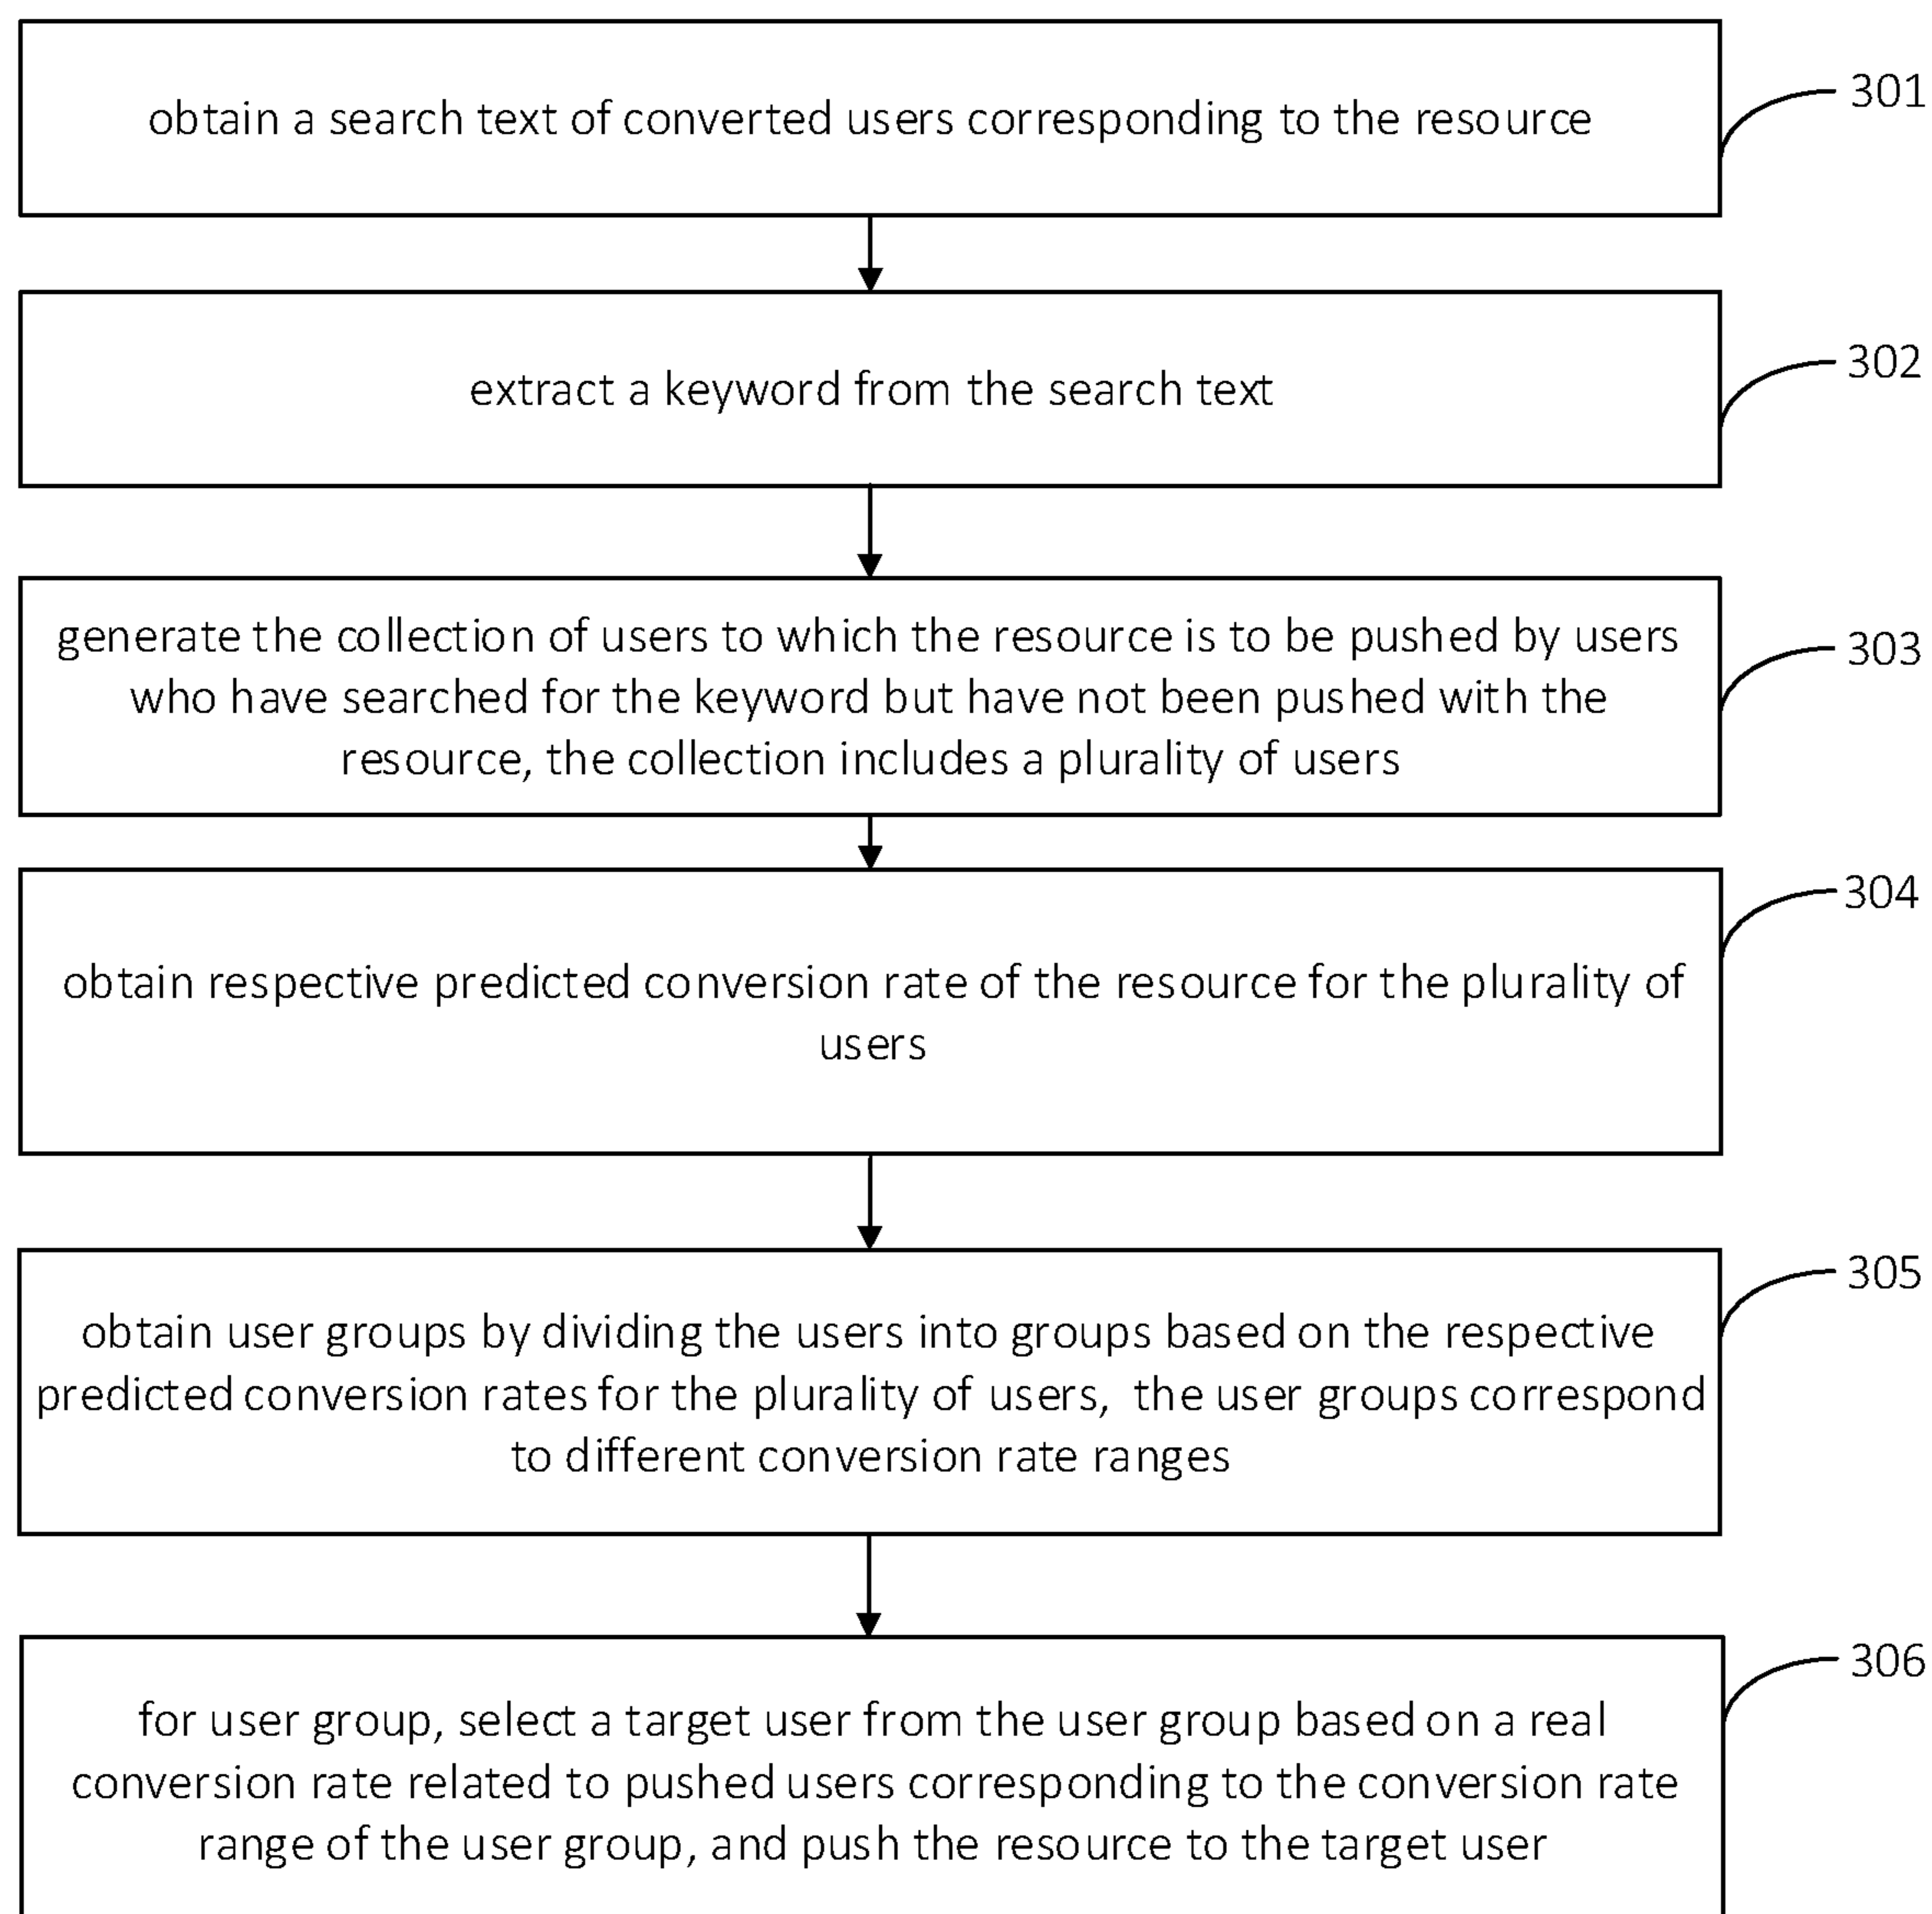 obtain a search text of converted users corresponding to the resource
301
extract a keyword from the search text
302
generate the collection of users to which the resource is to be pushed by users
who have searched for the keyword but have not been pushed with the
resource, the collection includes a plurality of users
303
obtain respective predicted conversion rate of the resource for the plurality of
users
304
obtain user groups by dividing the users into groups based on the respective
predicted conversion rates for the plurality of users, the user groups correspond
to different conversion rate ranges
305
for user group, select a target user from the user group based on a real
conversion rate related to pushed users corresponding to the conversion rate
range of the user group, and push the resource to the target user
306